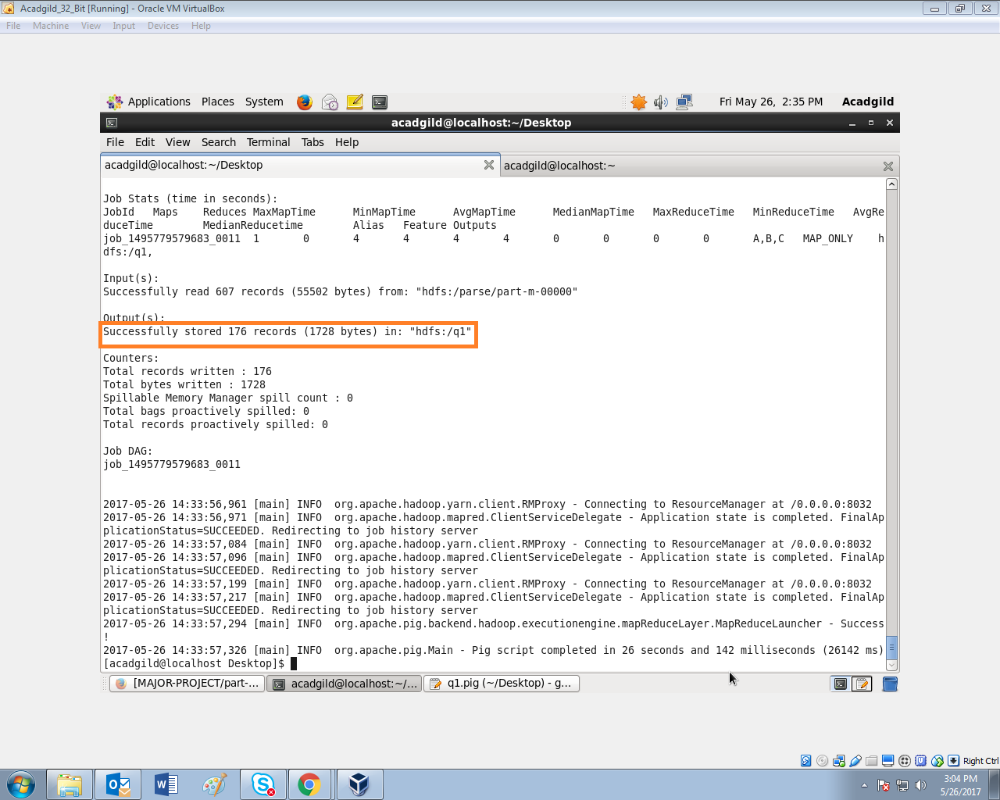 Acadgild_32_Bit [Running] - Oracle VM VirtualBox
File Machine View Input Devices Help
Applications Places System Fri May 26, 2:35 PM Acadgild
acadgild@localhost:~/Desktop
File Edit View Search Terminal Tabs Help
acadgild@localhost:~/Desktop acadgild@localhost:~
Job Stats (time in seconds):
JobId Maps Reduces MaxMapTime MinMapTime AvgMapTime MedianMapTime MaxReduceTime MinReduceTime AvgRe
duceTime MedianReducetime Alias Feature Outputs
job_1495779579683_0011 1 0 4 4 4 4 0 0 0 0 A,B,C MAP_ONLY h
dfs:/q1,
Input(s):
Successfully read 607 records (55502 bytes) from: "hdfs:/parse/part-m-00000"
Output(s):
Successfully stored 176 records (1728 bytes) in: "hdfs:/q1"
Counters:
Total records written : 176
Total bytes written : 1728
Spillable Memory Manager spill count : 0
Total bags proactively spilled: 0
Total records proactively spilled: 0
Job DAG:
job_1495779579683_0011
2017-05-26 14:33:56,961 [main] INFO org.apache.hadoop.yarn.client.RMProxy - Connecting to ResourceManager at /0.0.0.0:8032
2017-05-26 14:33:56,971 [main] INFO org.apache.hadoop.mapred.ClientServiceDelegate - Application state is completed. FinalAp
plicationStatus=SUCCEEDED. Redirecting to job history server
2017-05-26 14:33:57,084 [main] INFO org.apache.hadoop.yarn.client.RMProxy - Connecting to ResourceManager at /0.0.0.0:8032
2017-05-26 14:33:57,096 [main] INFO org.apache.hadoop.mapred.ClientServiceDelegate - Application state is completed. FinalAp
plicationStatus=SUCCEEDED. Redirecting to job history server
2017-05-26 14:33:57,199 [main] INFO org.apache.hadoop.yarn.client.RMProxy - Connecting to ResourceManager at /0.0.0.0:8032
2017-05-26 14:33:57,217 [main] INFO org.apache.hadoop.mapred.ClientServiceDelegate - Application state is completed. FinalAp
plicationStatus=SUCCEEDED. Redirecting to job history server
2017-05-26 14:33:57,294 [main] INFO org.apache.pig.backend.hadoop.executionengine.mapReduceLayer.MapReduceLauncher - Success
!
2017-05-26 14:33:57,326 [main] INFO org.apache.pig.Main - Pig script completed in 26 seconds and 142 milliseconds (26142 ms)
[acadgild@localhost Desktop]$
[MAJOR-PROJECT/part-... acadgild@localhost:~/... q1.pig (~/Desktop) - g...
Right Ctrl
3:04 PM
5/26/2017